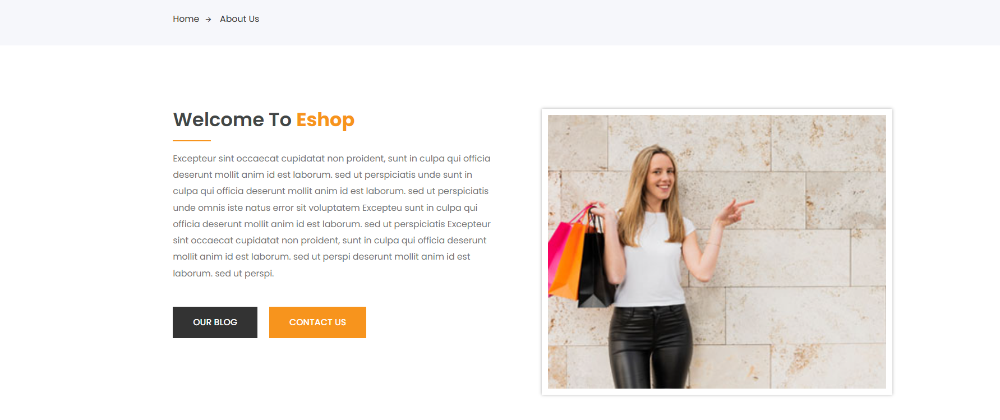 Home → About Us
Welcome To Eshop
Excepteur sint occaecat cupidatat non proident, sunt in culpa qui officia
deserunt mollit anim id est laborum. sed ut perspiciatis unde sunt in
culpa qui officia deserunt mollit anim id est laborum. sed ut perspiciatis
unde omnis iste natus error sit voluptatem Excepteu sunt in culpa qui
officia deserunt mollit anim id est laborum. sed ut perspiciatis Excepteur
sint occaecat cupidatat non proident, sunt in culpa qui officia deserunt
mollit anim id est laborum. sed ut perspi deserunt mollit anim id est
laborum. sed ut perspi.
OUR BLOG CONTACT US